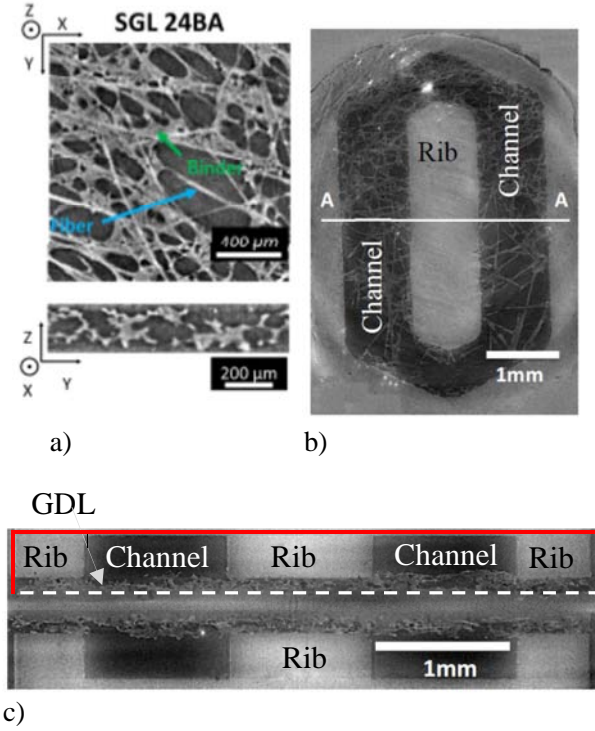 SGL 24BA
Z
X
Y
Binder
Fiber
400 µm
Z
X
Y
200 µm
a)
Rib
Channel
A
A
Channel
1mm
b)
GDL
Rib
Channel
Rib
Channel
Rib
Rib
1mm
c)